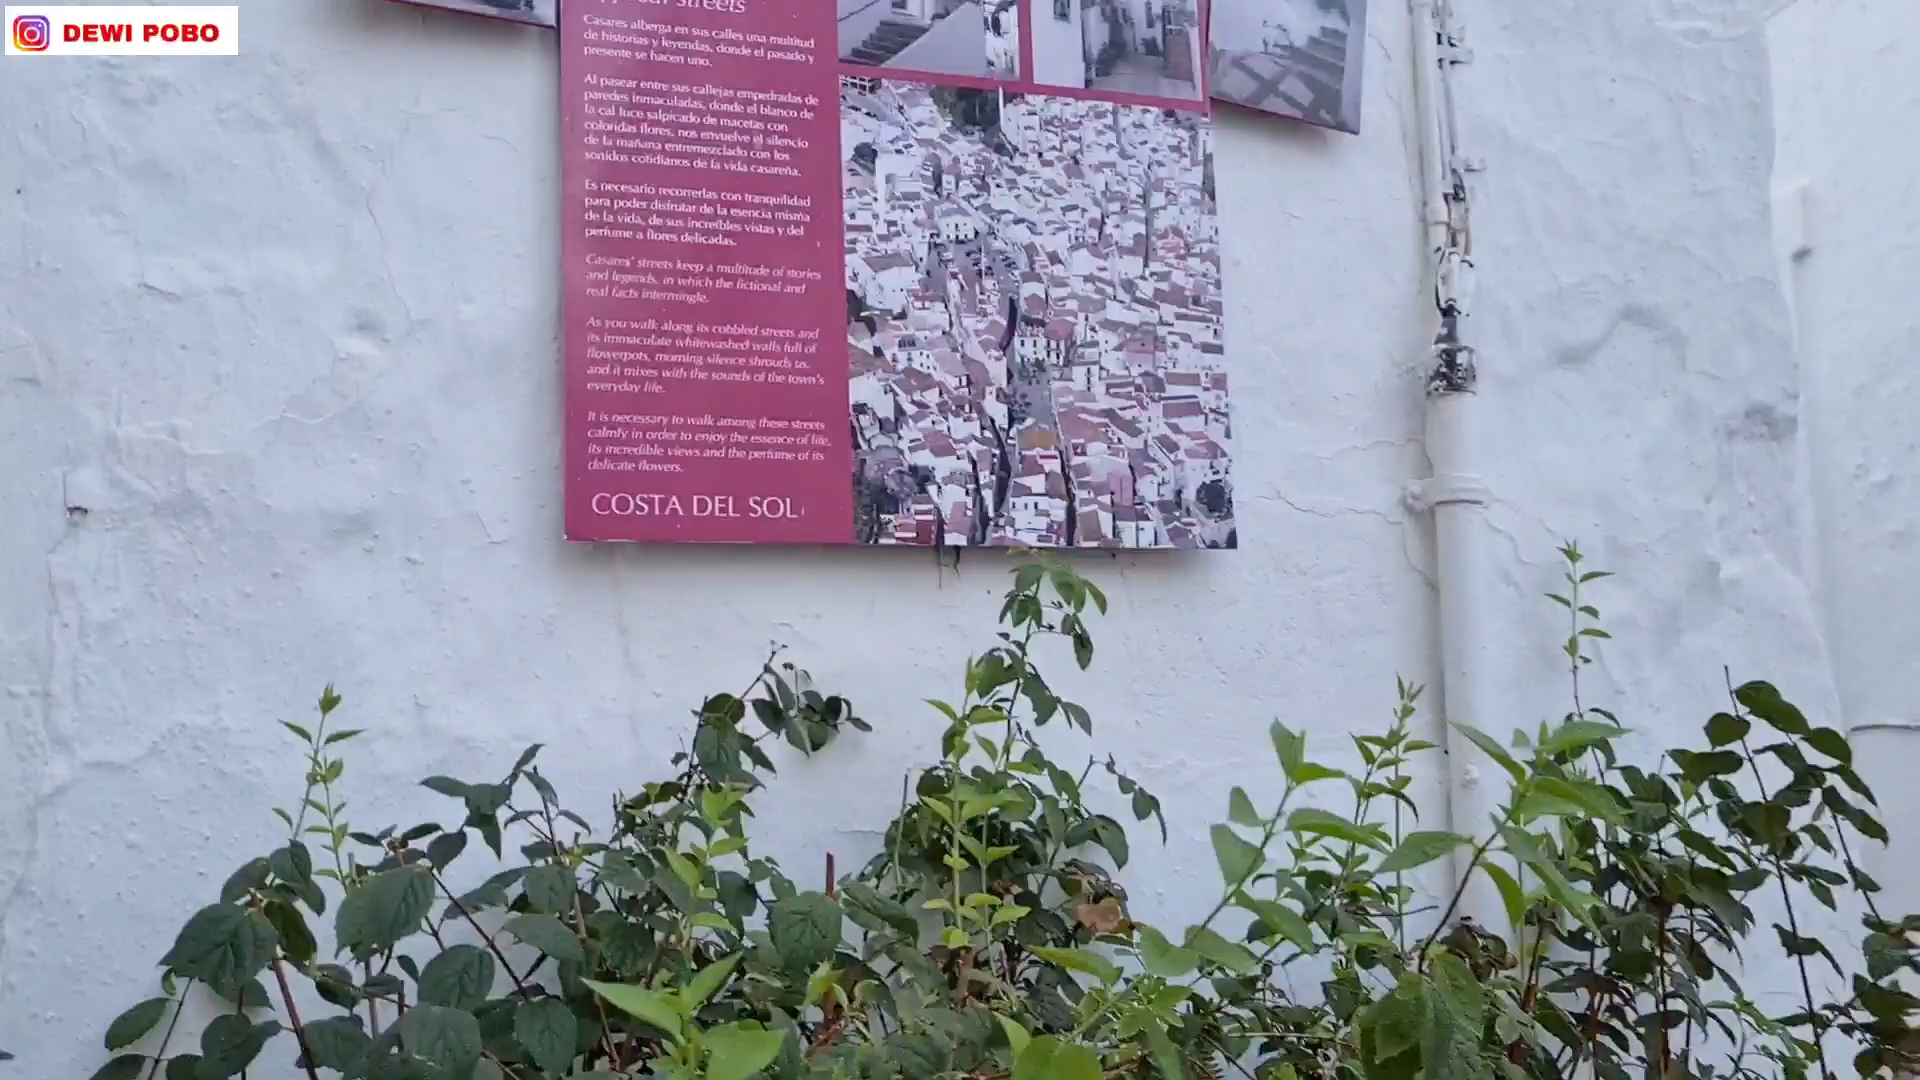 DEWI POBO
streets
Casares alberga en sus calles una multitud
de historias y leyendas, donde el pasado y
presente se hacen uno.
Al pasear entre sus callejas empedradas de
paredes inmaculadas, donde el blanco de
la cal luce salpicado de macetas con
coloridas flores, nos envuelve el silencio
de la mañana entremezclado con los
sonidos cotidianos de la vida casareña.
Es necesario recorrerlas con tranquilidad
para poder disfrutar de la esencia misma
de la vida, de sus increíbles vistas y del
perfume a flores delicadas.
Casares' streets keep a multitude of stories
and legends, in which the fictional and
real facts intermingle.
As you walk along its cobbled streets and
its immaculate whitewashed walls full of
flowerpots, morning silence shrouds us,
and it mixes with the sounds of the town's
everyday life.
It is necessary to walk among these streets
calmly in order to enjoy the essence of life,
its incredible views and the perfume of its
delicate flowers.
COSTA DEL SOL